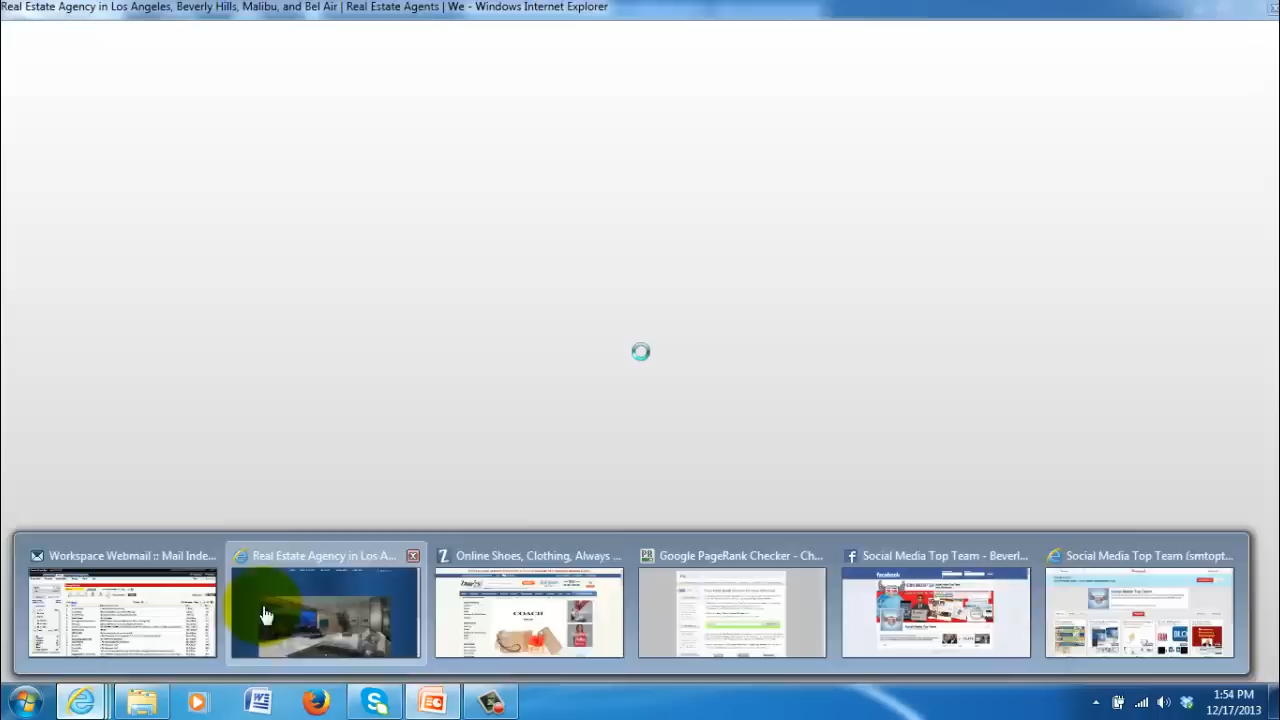 Real Estate Agency in Los Angeles, Beverly Hills, Malibu, and Bel Air | Real Estate Agents | We - Windows Internet Explorer
Workspace Webmail :: Mail Inde...
Real Estate Agency in Los A...
Online Shoes, Clothing, Always ...
Google PageRank Checker - Ch...
Social Media Top Team - Beverl...
Social Media Top Team (smtopt...
facebook
COACH
1:54 PM
12/17/2013